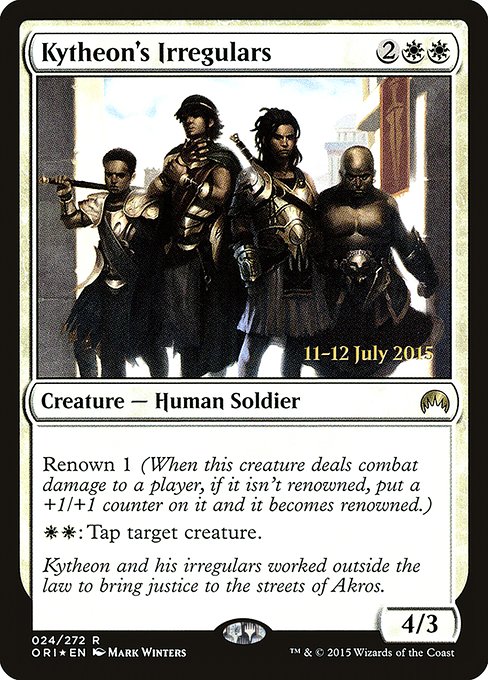 Kytheon's Irregulars 2
11-12 July 2015
Creature — Human Soldier
Renown 1 (When this creature deals combat
damage to a player, if it isn't renowned, put a
+1/+1 counter on it and it becomes renowned.)
: Tap target creature.
Kytheon and his irregulars worked outside the
law to bring justice to the streets of Akros.
4/3
024/272 R
ORI★EN Mark Winters
™ & © 2015 Wizards of the Coast